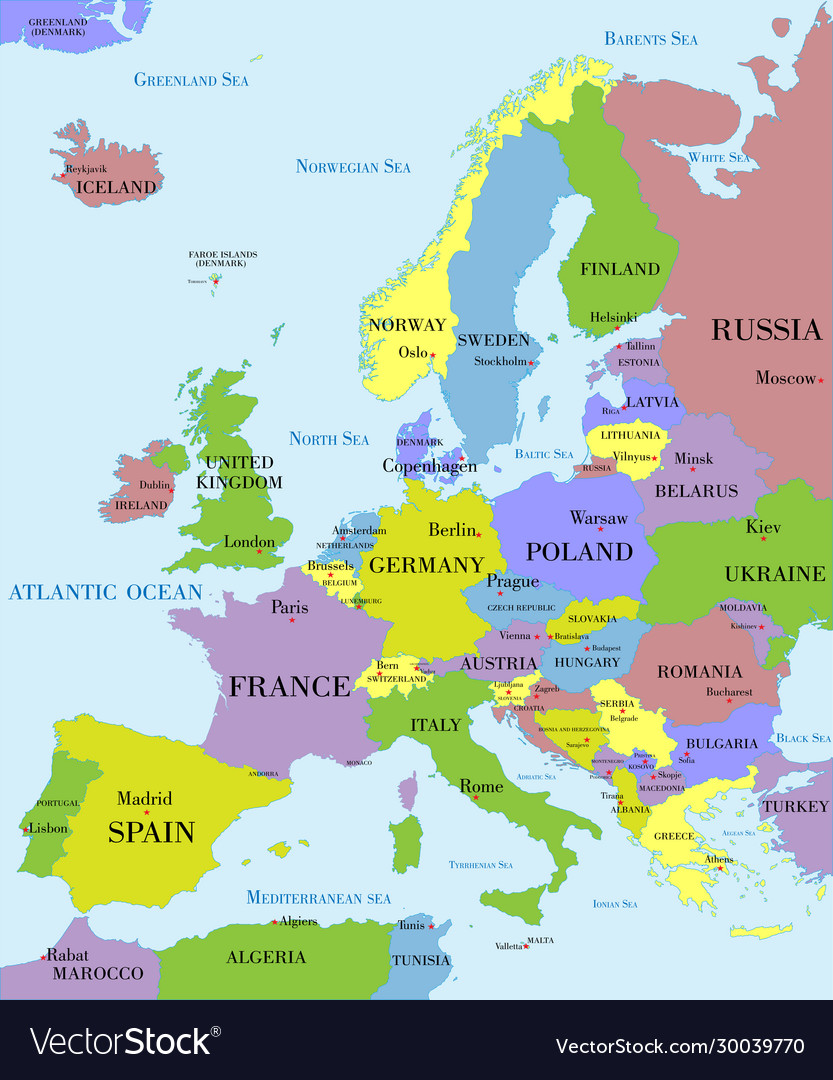 GREENLAND
(DENMARK)
BARENTS SEA
GREENLAND SEA
WHITE SEA
NORWEGIAN SEA
Reykjavik
ICELAND
FAROE ISLANDS
(DENMARK)
FINLAND
Helsinki
NORWAY
Oslo
SWEDEN
Stockholm
RUSSIA
Moscow
Tallinn
ESTONIA
RIGA
LATVIA
LITHUANIA
Vilnyus
RUSSIA
Minsk
BELARUS
NORTH SEA
DENMARK
Copenhagen
BALTIC SEA
UNITED
KINGDOM
London
Dublin
IRELAND
Amsterdam
NETHERLANDS
Brussels
BELGIUM
LUXEMBURG
Berlin
GERMANY
Warsaw
POLAND
Kiev
UKRAINE
ATLANTIC OCEAN
Paris
FRANCE
Prague
CZECH REPUBLIC
SLOVAKIA
Bratislava
Vienna
AUSTRIA
Budapest
HUNGARY
MOLDAVIA
Kishinev
Bern
SWITZERLAND
Vaduz
ROMANIA
Bucharest
Ljubljana
SLOVENIA
Zagreb
CROATIA
SERBIA
Belgrade
BOSNIA AND HERZEGOVINA
Sarajevo
ITALY
Rome
MONACO
ANDORRA
MONTENEGRO
KOSOVO
BULGARIA
Sofia
BLACK SEA
Skopje
MACEDONIA
Tirana
ALBANIA
ADRIATIC SEA
TURKEY
PORTUGAL
Lisbon
Madrid
SPAIN
GREECE
AEGEAN SEA
Athens
TYRRHENIAN SEA
IONIAN SEA
MEDITERRANEAN SEA
Algiers
ALGERIA
Tunis
TUNISIA
Valletta
MALTA
Rabat
MAROCCO
VectorStock®
VectorStock.com/30039770